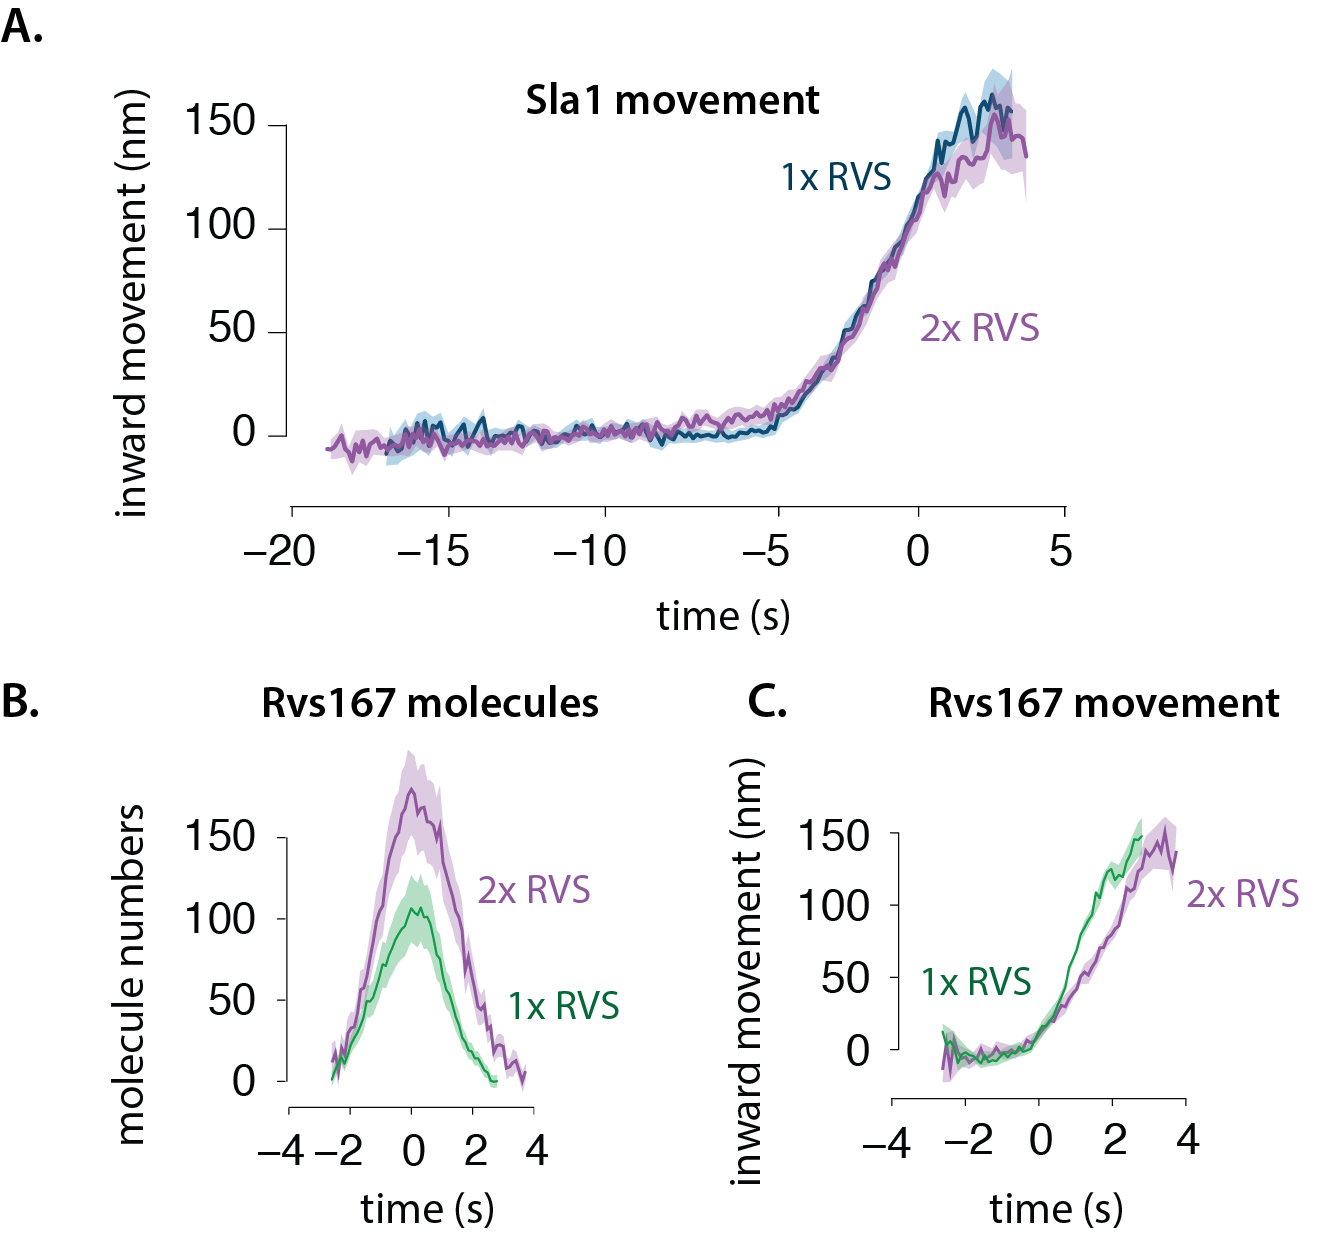 A.
Sla1 movement
inward movement (nm)
150
100
50
0
1x RVS
2x RVS
−20 −15 −10 −5 0 5
time (s)
B.
Rvs167 molecules
molecule numbers
150
100
50
0
2x RVS
1x RVS
−4 −2 0 2 4
time (s)
C.
Rvs167 movement
inward movement (nm)
150
100
50
0
1x RVS
2x RVS
−4 −2 0 2 4
time (s)